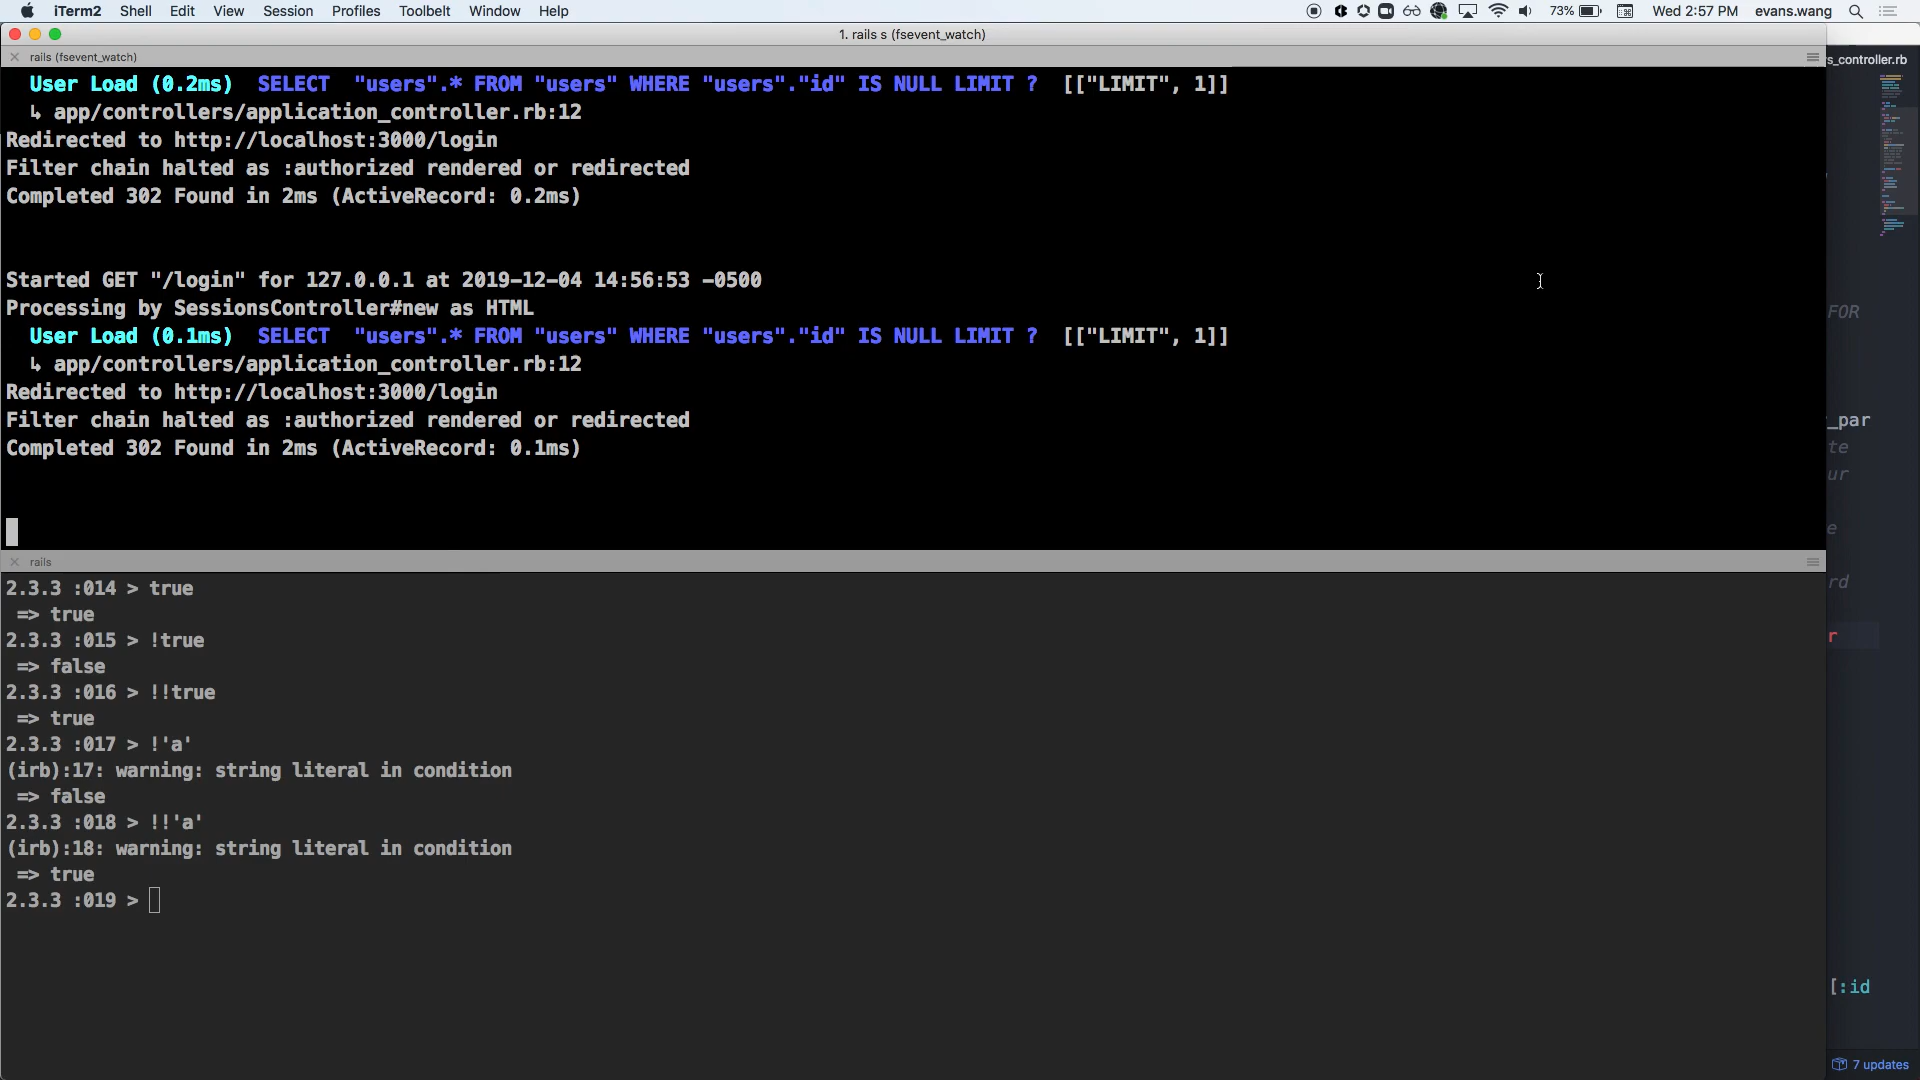 iTerm2 Shell Edit View Session Profiles Toolbelt Window Help 73% Wed 2:57 PM evans.wang
1. rails s (fsevent_watch)
rails (fsevent_watch)
s_controller.rb
User Load (0.2ms) SELECT "users".* FROM "users" WHERE "users"."id" IS NULL LIMIT ? [["LIMIT", 1]]
↳ app/controllers/application_controller.rb:12
Redirected to http://localhost:3000/login
Filter chain halted as :authorized rendered or redirected
Completed 302 Found in 2ms (ActiveRecord: 0.2ms)
Started GET "/login" for 127.0.0.1 at 2019-12-04 14:56:53 -0500
Processing by SessionsController#new as HTML
User Load (0.1ms) SELECT "users".* FROM "users" WHERE "users"."id" IS NULL LIMIT ? [["LIMIT", 1]]
↳ app/controllers/application_controller.rb:12
Redirected to http://localhost:3000/login
Filter chain halted as :authorized rendered or redirected
Completed 302 Found in 2ms (ActiveRecord: 0.1ms)
rails
2.3.3 :014 > true
=> true
2.3.3 :015 > !true
=> false
2.3.3 :016 > !!true
=> true
2.3.3 :017 > !'a'
(irb):17: warning: string literal in condition
=> false
2.3.3 :018 > !!'a'
(irb):18: warning: string literal in condition
=> true
2.3.3 :019 >
FOR
_par
te
ur
e
rd
r
[:id
7 updates